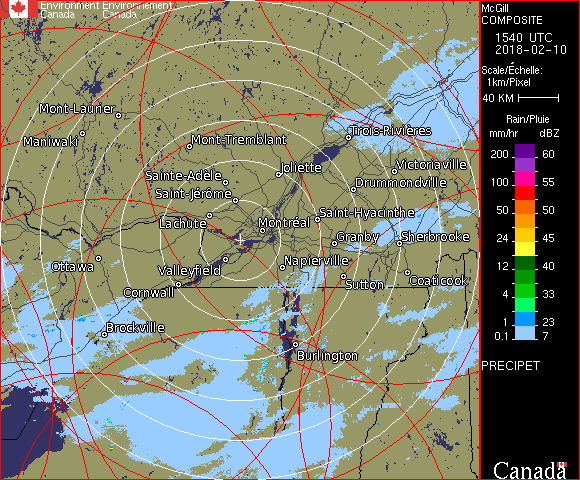 Environment Environnement
Canada Canada
Mont-Laurier
Maniwaki
Mont-Tremblant
Trois-Rivières
Joliette
Victoriaville
Sainte-Adèle
Drummondville
Saint-Jérôme
Saint-Hyacinthe
Lachute
Montréal
Granby
Sherbrooke
Ottawa
Valleyfield
Napierville
Cornwall
Sutton
Coaticook
Brockville
Burlington
McGill
COMPOSITE
1540 UTC
2018-02-10
Scale/Échelle:
1km/Pixel
40 KM
Rain/Pluie
mm/hr dBZ
200 60
100 55
50 50
24 45
12 40
4 33
1 23
0.1 7
PRECIPET
Canada